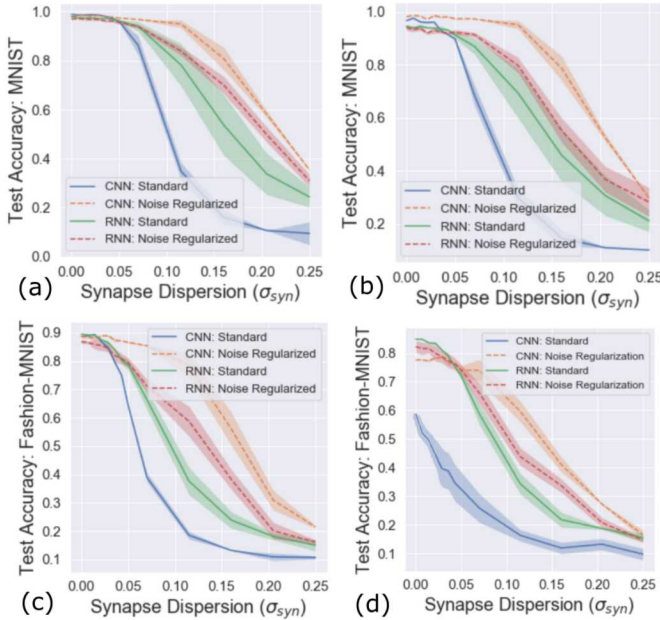 Test Accuracy: MNIST
1.0
0.8
0.6
0.4
0.2
0.0
CNN: Standard
CNN: Noise Regularized
RNN: Standard
RNN: Noise Regularized
0.00 0.05 0.10 0.15 0.20 0.25
(a) Synapse Dispersion (σsyn)
Test Accuracy: MNIST
1.0
0.8
0.6
0.4
0.2
CNN: Standard
CNN: Noise Regularized
RNN: Standard
RNN: Noise Regularized
0.00 0.05 0.10 0.15 0.20 0.25
(b) Synapse Dispersion (σsyn)
Test Accuracy: Fashion-MNIST
0.9
0.8
0.7
0.6
0.5
0.4
0.3
0.2
0.1
CNN: Standard
CNN: Noise Regularized
RNN: Standard
RNN: Noise Regularized
0.00 0.05 0.10 0.15 0.20 0.25
(c) Synapse Dispersion (σsyn)
Test Accuracy: Fashion-MNIST
0.8
0.7
0.6
0.5
0.4
0.3
0.2
0.1
CNN: Standard
CNN: Noise Regularization
RNN: Standard
RNN: Noise Regularization
0.00 0.05 0.10 0.15 0.20 0.25
Synapse Dispersion (σsyn)
(d)